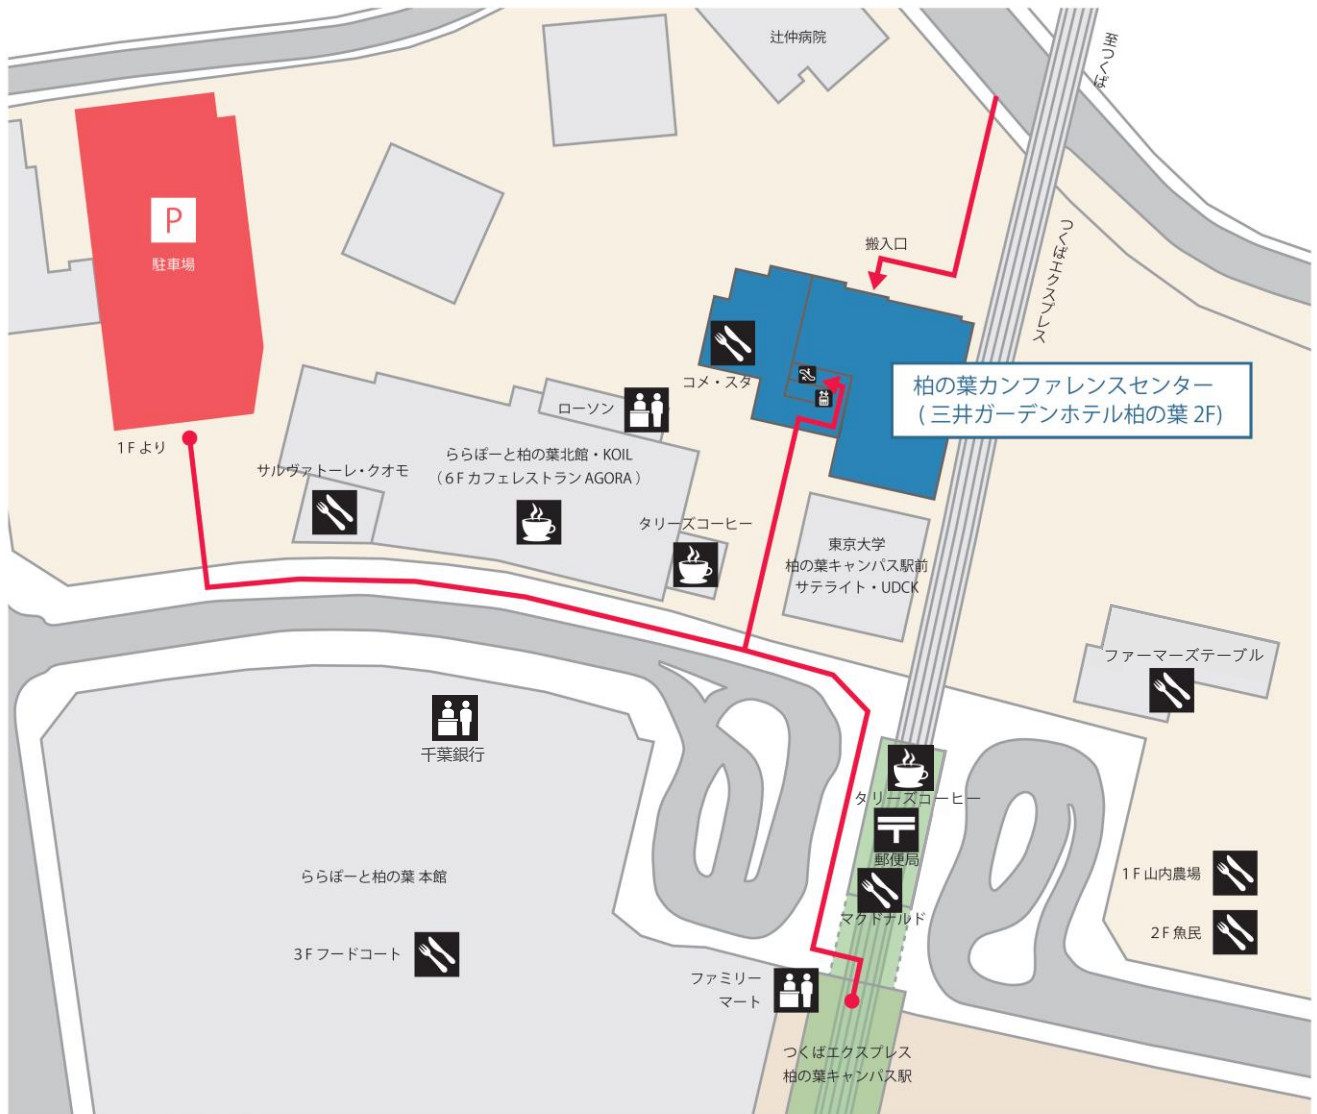 辻仲病院
至つくば
P
駐車場
つくばエクスプレス
搬入口
コメ・スタ
柏の葉カンファレンスセンター
( 三井ガーデンホテル柏の葉 2F)
ローソン
1F より
ららぽーと柏の葉北館・KOIL
（6F カフェレストラン AGORA ）
サルヴァトーレ・クオモ
タリーズコーヒー
東京大学
柏の葉キャンパス駅前
サテライト・UDCK
ファーマーズテーブル
千葉銀行
タリーズコーヒー
郵便局
マクドナルド
ららぽーと柏の葉 本館
1F 山内農場
2F 魚民
3F フードコート
ファミリー
マート
つくばエクスプレス
柏の葉キャンパス駅